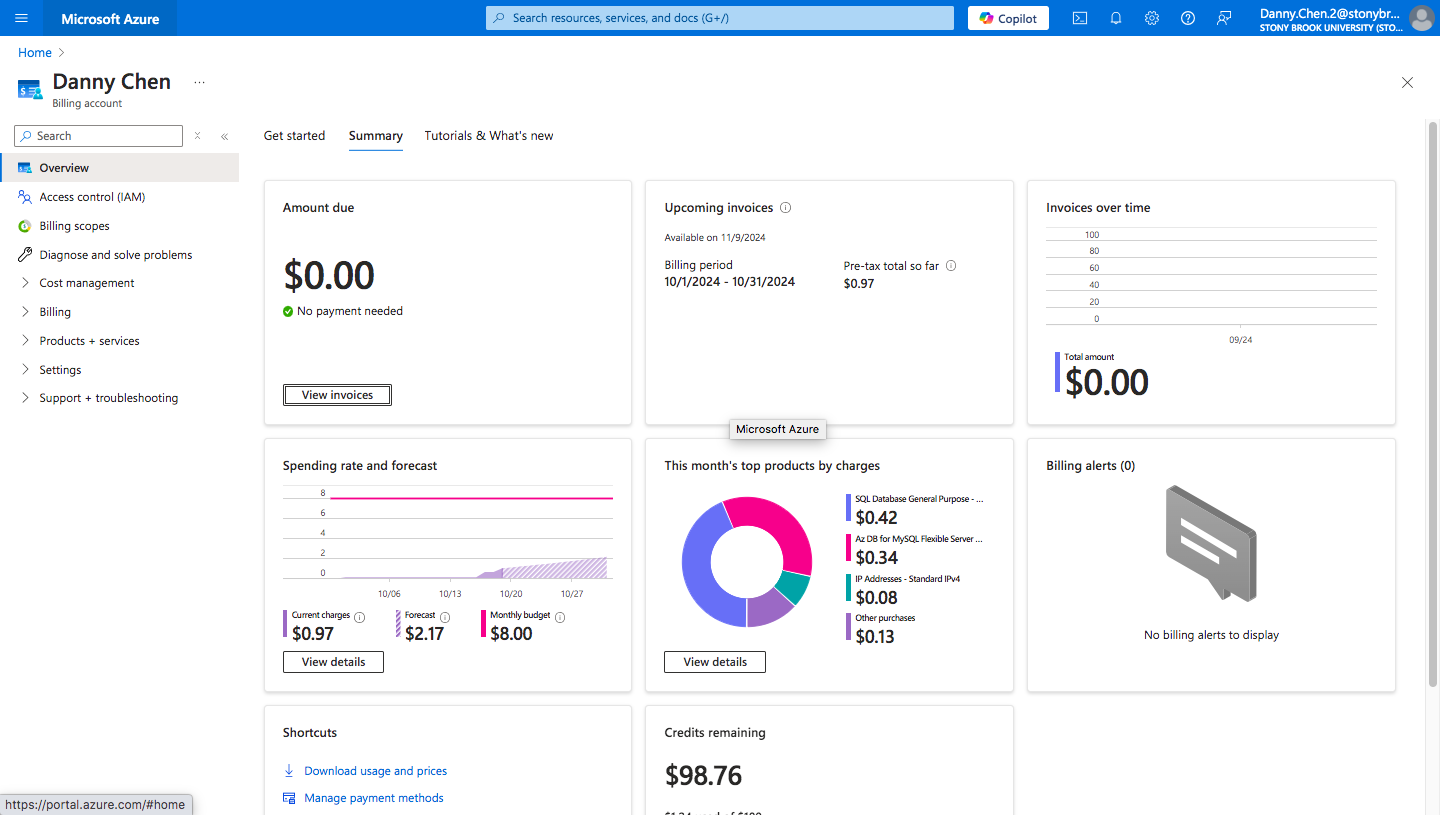 Microsoft Azure
Search resources, services, and docs (G+/)
Copilot
Danny.Chen.2@stonybr...
STONY BROOK UNIVERSITY (STO...
Home
Danny Chen
...
Billing account
Search
Overview
Access control (IAM)
Billing scopes
Diagnose and solve problems
Cost management
Billing
Products + services
Settings
Support + troubleshooting
Get started
Summary
Tutorials & What's new
Amount due
$0.00
No payment needed
View invoices
Upcoming invoices
Available on 11/9/2024
Billing period
10/1/2024 - 10/31/2024
Pre-tax total so far
$0.97
Invoices over time
100
80
60
40
20
0
09/24
Total amount
$0.00
Microsoft Azure
Spending rate and forecast
8
6
4
2
0
10/06
10/13
10/20
10/27
Current charges
$0.97
Forecast
$2.17
Monthly budget
$8.00
View details
This month's top products by charges
SQL Database General Purpose - ...
$0.42
Az DB for MySQL Flexible Server ...
$0.34
IP Addresses - Standard IPv4
$0.08
Other purchases
$0.13
View details
Billing alerts (0)
No billing alerts to display
Shortcuts
Download usage and prices
Manage payment methods
Credits remaining
$98.76
$1.24 used of $100
https://portal.azure.com/#home